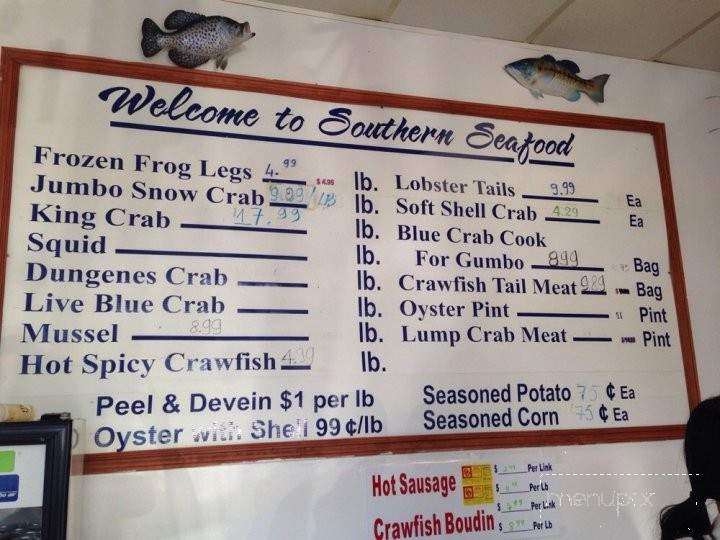 Welcome to Southern Seafood
Frozen Frog Legs 4.99 lb.
Jumbo Snow Crab 9.99/LB lb.
King Crab 17.99 lb.
Squid lb.
Dungenes Crab lb.
Live Blue Crab lb.
Mussel 8.99 lb.
Hot Spicy Crawfish 4.99 lb.
Lobster Tails 9.99 Ea
Soft Shell Crab 4.29 Ea
Blue Crab Cook
For Gumbo 8.99 Bag
Crawfish Tail Meat Bag
Oyster Pint Pint
Lump Crab Meat Pint
Peel & Devein $1 per lb
Oyster with Shell 99 ¢/lb
Seasoned Potato 75 ¢ Ea
Seasoned Corn 75 ¢ Ea
Hot Sausage $ Per Link
$ Per Lb
$ Per Link
Crawfish Boudin $ Per Lb
menupix